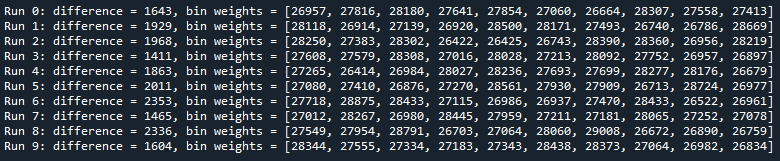 Run 0: difference = 1643, bin weights = [26957, 27816, 28180, 27641, 27854, 27060, 26664, 28307, 27558, 27413]
Run 1: difference = 1929, bin weights = [28118, 26914, 27139, 26920, 28500, 28171, 27493, 26740, 26786, 28669]
Run 2: difference = 1968, bin weights = [28250, 27383, 28302, 26422, 26425, 26743, 28390, 28360, 26956, 28219]
Run 3: difference = 1411, bin weights = [27608, 27579, 28308, 27016, 28028, 27213, 28092, 27752, 26957, 26897]
Run 4: difference = 1863, bin weights = [27265, 26414, 26984, 28027, 28236, 27693, 27699, 28277, 28176, 26679]
Run 5: difference = 2011, bin weights = [27080, 27410, 26876, 27270, 28561, 27930, 27909, 26713, 28724, 26977]
Run 6: difference = 2353, bin weights = [27718, 28875, 28433, 27115, 26986, 26937, 27470, 28433, 26522, 26961]
Run 7: difference = 1465, bin weights = [27012, 28267, 26980, 28445, 27959, 27211, 27181, 28065, 27252, 27078]
Run 8: difference = 2336, bin weights = [27549, 27954, 28791, 26703, 27064, 28060, 29008, 26672, 26890, 26759]
Run 9: difference = 1604, bin weights = [28344, 27555, 27334, 27183, 27343, 28438, 28373, 27064, 26982, 26834]